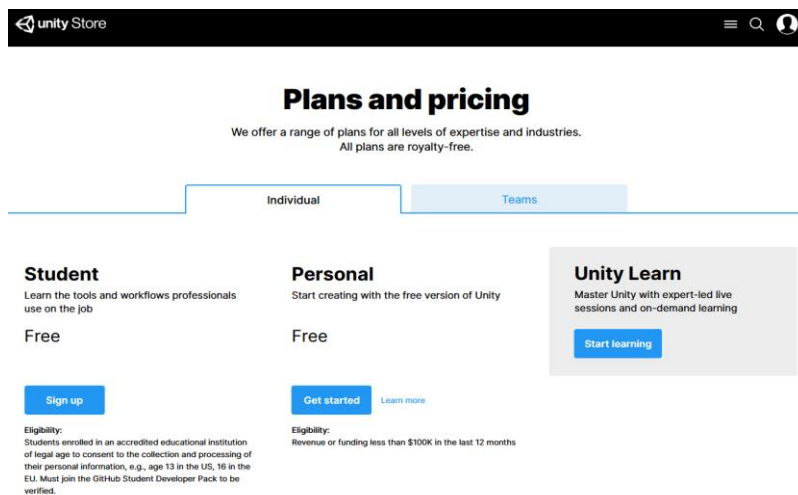 unity Store
Plans and pricing
We offer a range of plans for all levels of expertise and industries.
All plans are royalty-free.
Individual
Teams
Student
Learn the tools and workflows professionals
use on the job
Free
Sign up
Eligibility:
Students enrolled in an accredited educational institution
of legal age to consent to the collection and processing of
their personal information, e.g., age 13 in the US, 16 in the
EU. Must join the GitHub Student Developer Pack to be
verified.
Personal
Start creating with the free version of Unity
Free
Get started
Learn more
Eligibility:
Revenue or funding less than $100K in the last 12 months
Unity Learn
Master Unity with expert-led live
sessions and on-demand learning
Start learning